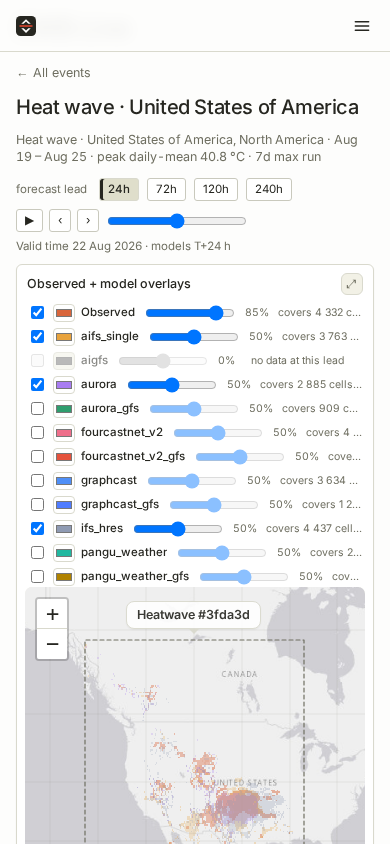 ← All events
Heat wave · United States of America
Heat wave · United States of America, North America · Aug
19 – Aug 25 · peak daily-mean 40.8 °C · 7d max run
forecast lead 24h 72h 120h 240h
Valid time 22 Aug 2026 · models T+24 h
Observed + model overlays
Observed 85% covers 4 332 c…
aifs_single 50% covers 3 763 …
aigfs 0% no data at this lead
aurora 50% covers 2 885 cells…
aurora_gfs 50% covers 909 c…
fourcastnet_v2 50% covers 4 …
fourcastnet_v2_gfs 50% cove…
graphcast 50% covers 3 634 …
graphcast_gfs 50% covers 1 2…
ifs_hres 50% covers 4 437 cell…
pangu_weather 50% covers 2…
pangu_weather_gfs 50% cov…
+
−
Heatwave #3fda3d
CANADA
UNITED STATES